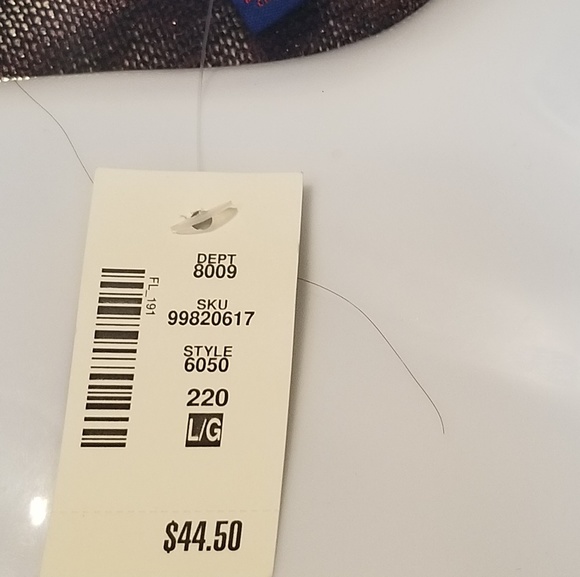 DEPT
8009
FL_191
SKU
99820617
STYLE
6050
220
L/G
$44.50